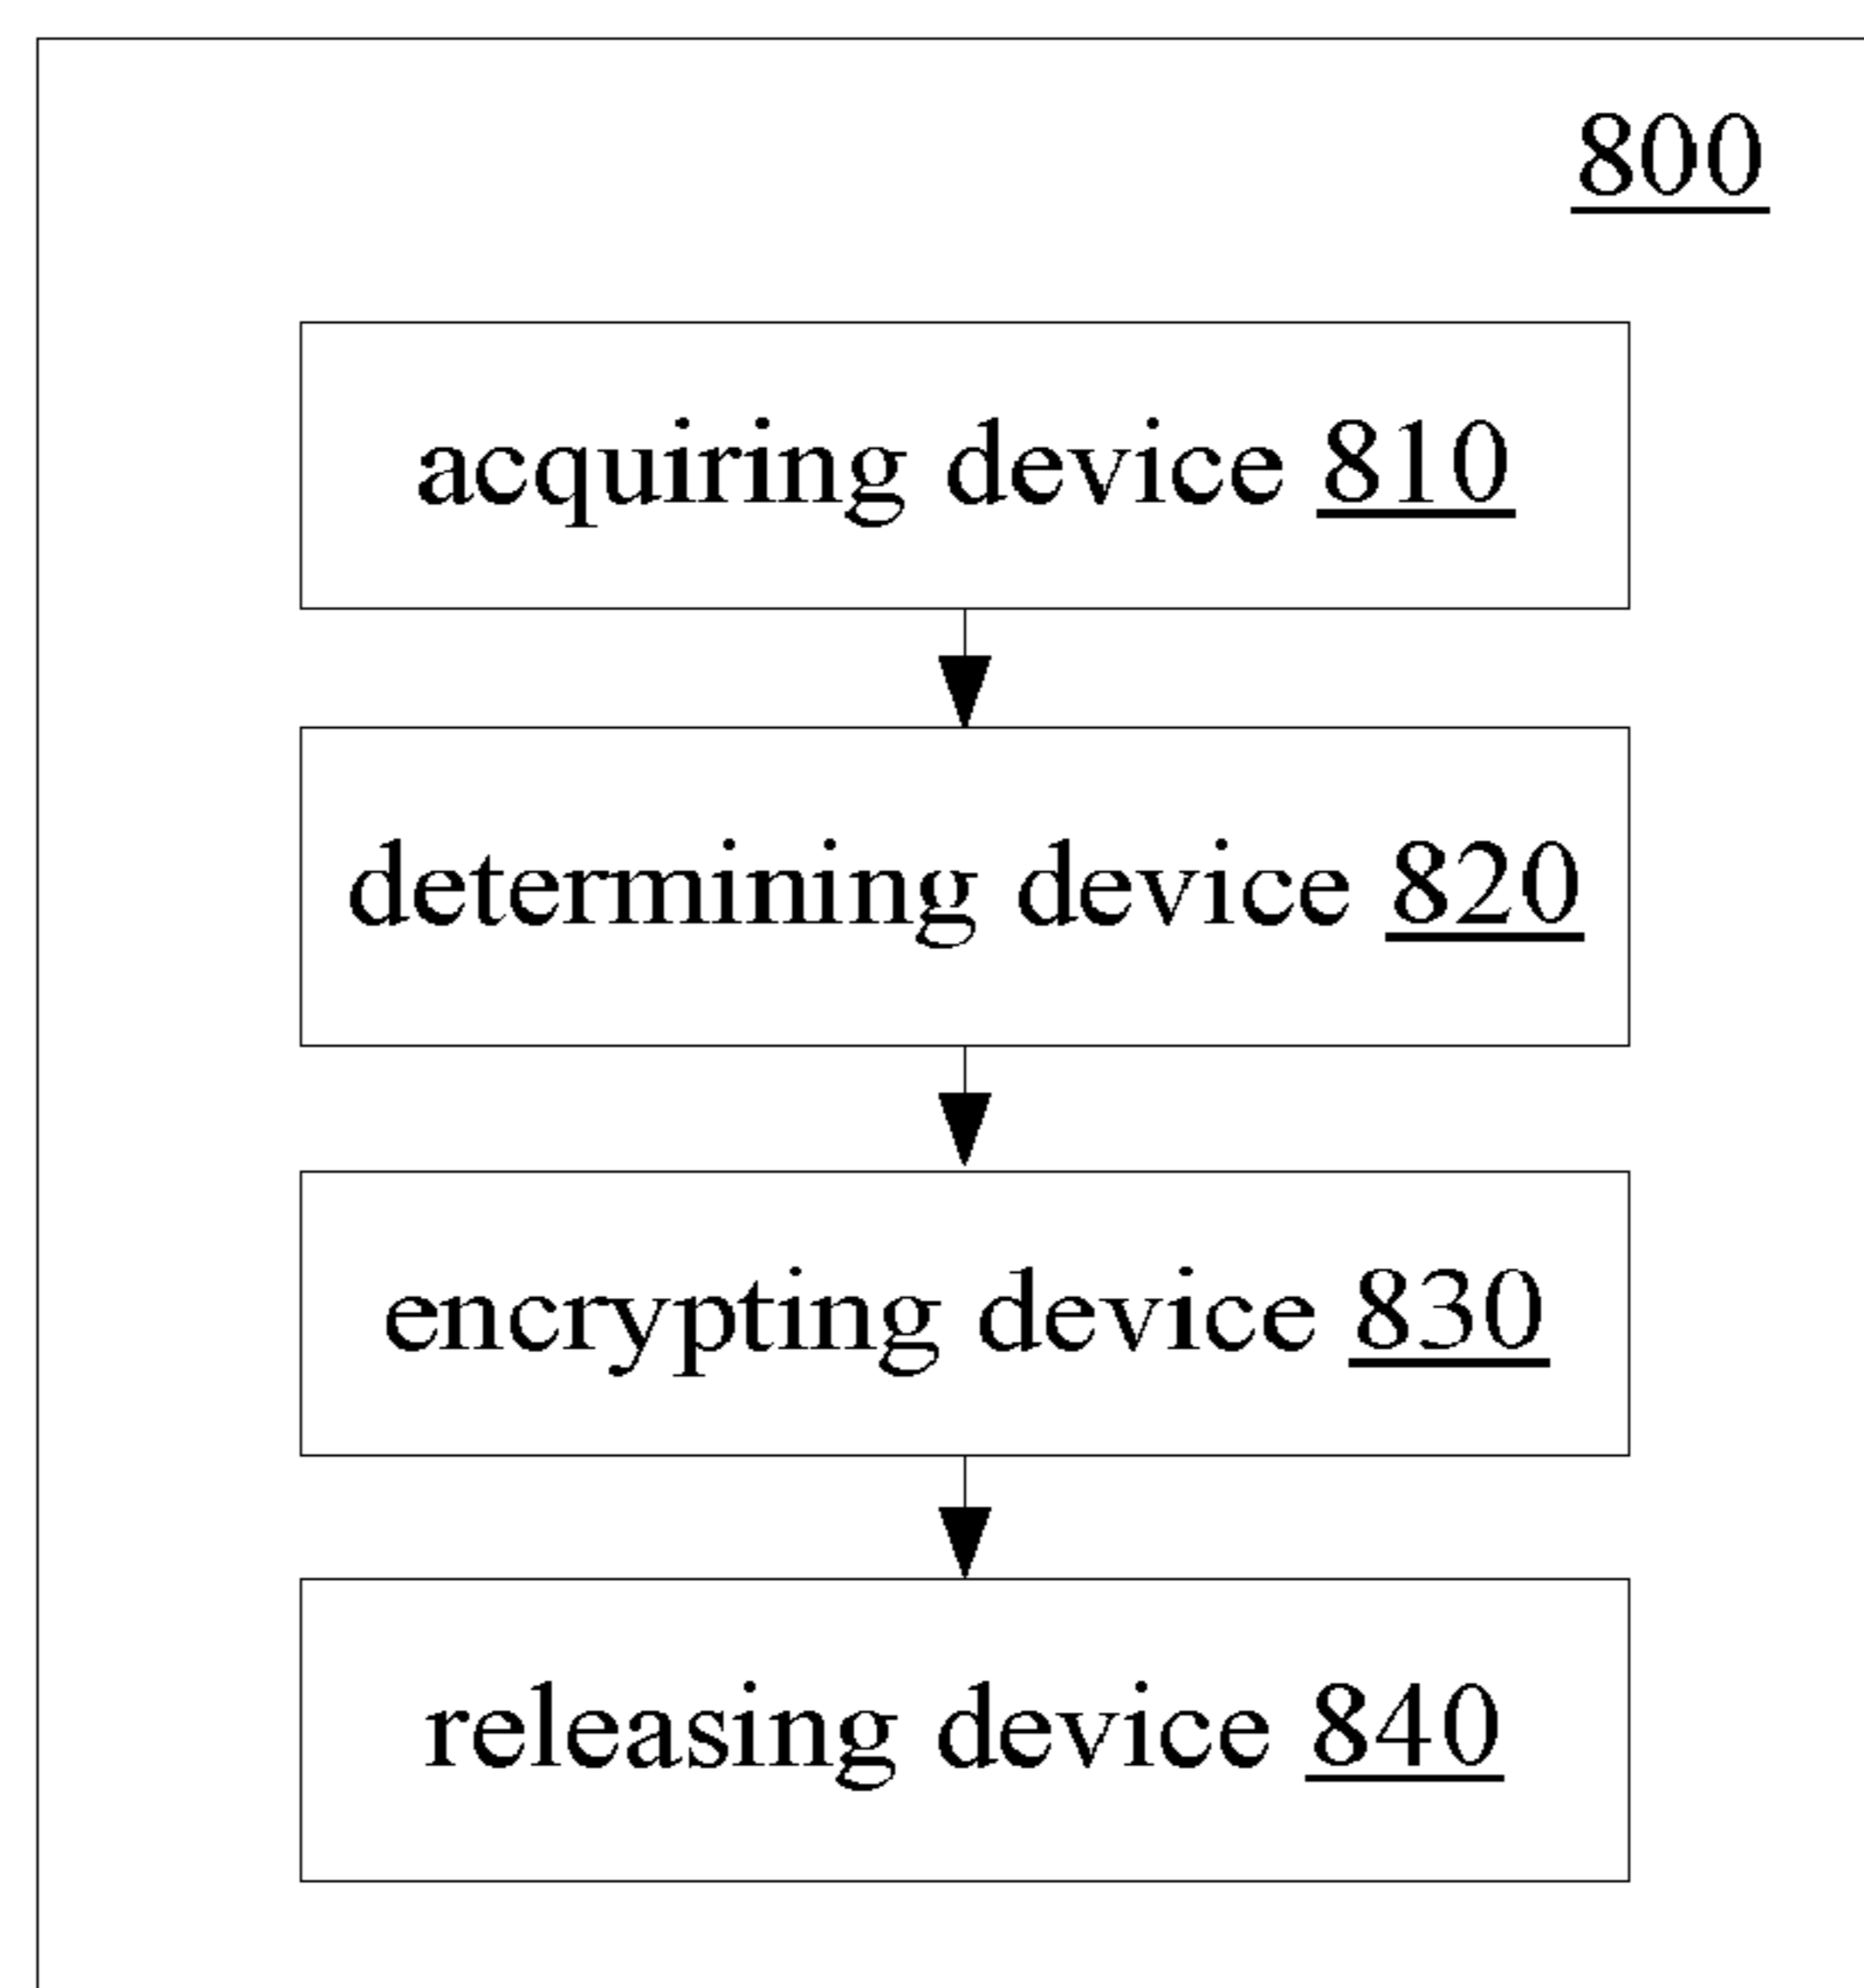 800
acquiring device 810
determining device 820
encrypting device 830
releasing device 840